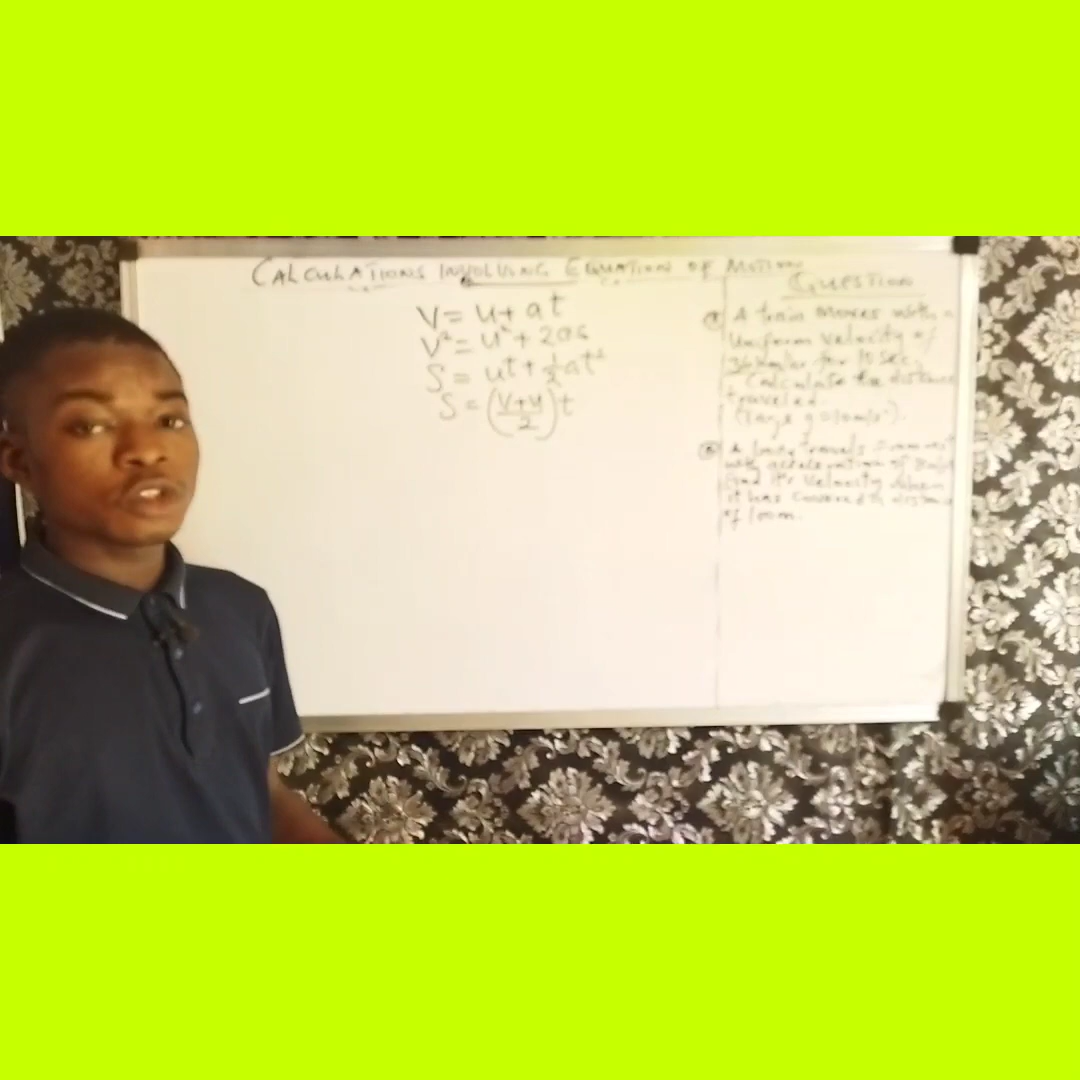 CALCULATIONS INVOLVING EQUATION OF MOTION
V = u + at
V² = u² + 2as
S = ut + ½at²
S = (V+u/2)t
QUESTION
A train moves with a
Uniform velocity of
36km/hr for 10 sec.
Calculate the distance
traveled.
(Take g = 10m/s²).
travels from rest
with acceleration of
find its velocity when
it has Covered a distance
of 100m.